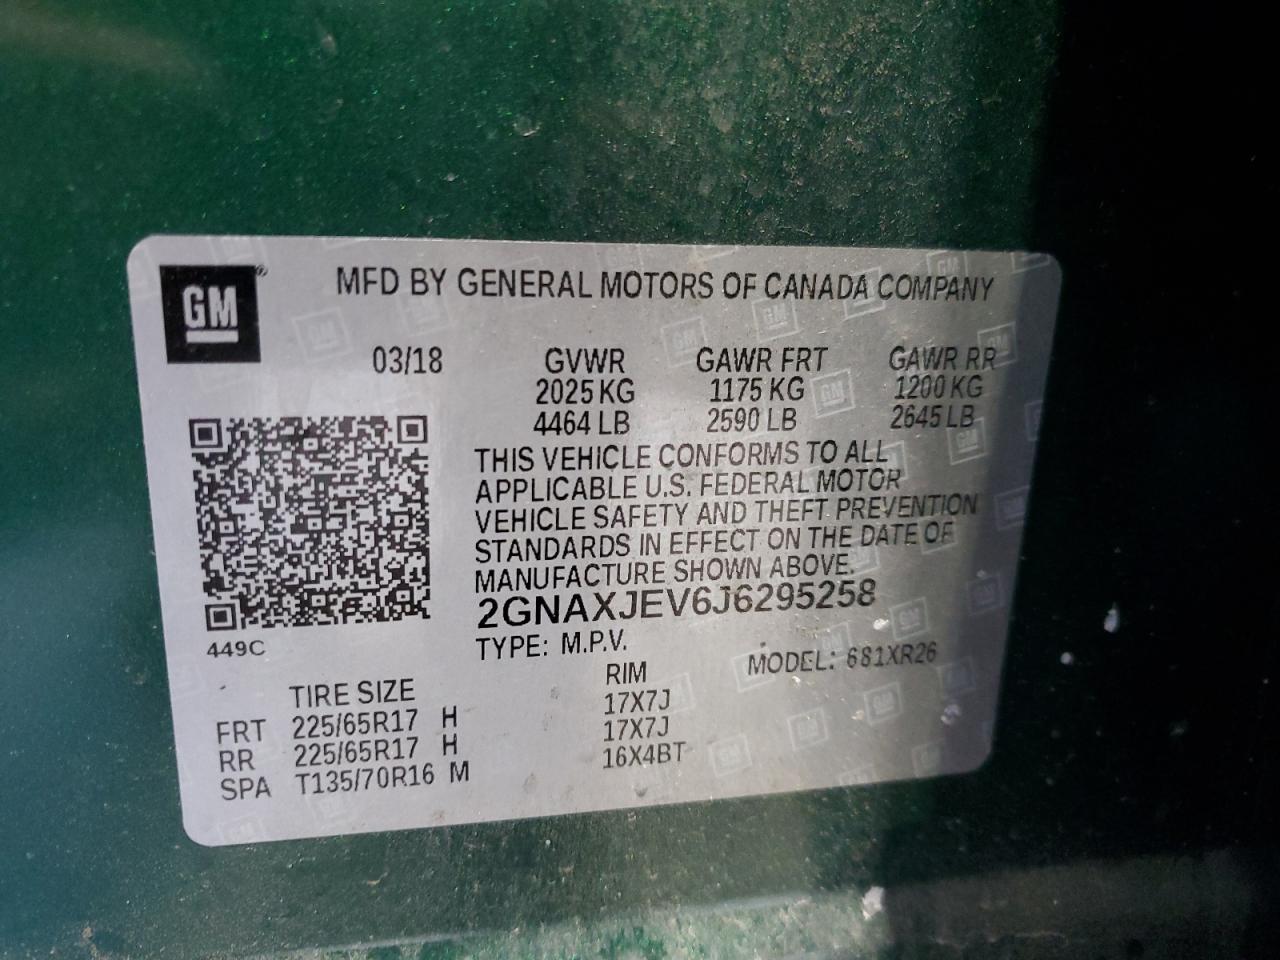 GM®
MFD BY GENERAL MOTORS OF CANADA COMPANY
03/18 GVWR GAWR FRT GAWR RR
2025 KG 1175 KG 1200 KG
4464 LB 2590 LB 2645 LB
THIS VEHICLE CONFORMS TO ALL
APPLICABLE U.S. FEDERAL MOTOR
VEHICLE SAFETY AND THEFT PREVENTION
STANDARDS IN EFFECT ON THE DATE OF
MANUFACTURE SHOWN ABOVE.
2GNAXJEV6J6295258
449C
TYPE: M.P.V. MODEL: 681XR26
TIRE SIZE RIM
FRT 225/65R17 H 17X7J
RR 225/65R17 H 17X7J
SPA T135/70R16 M 16X4BT